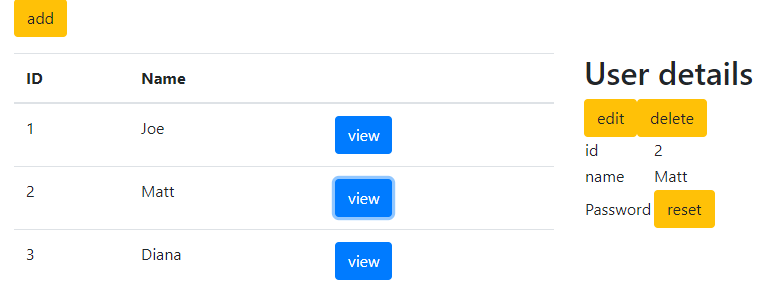 add
ID Name
1 Joe view
2 Matt view
3 Diana view
User details
edit delete
id 2
name Matt
Password reset